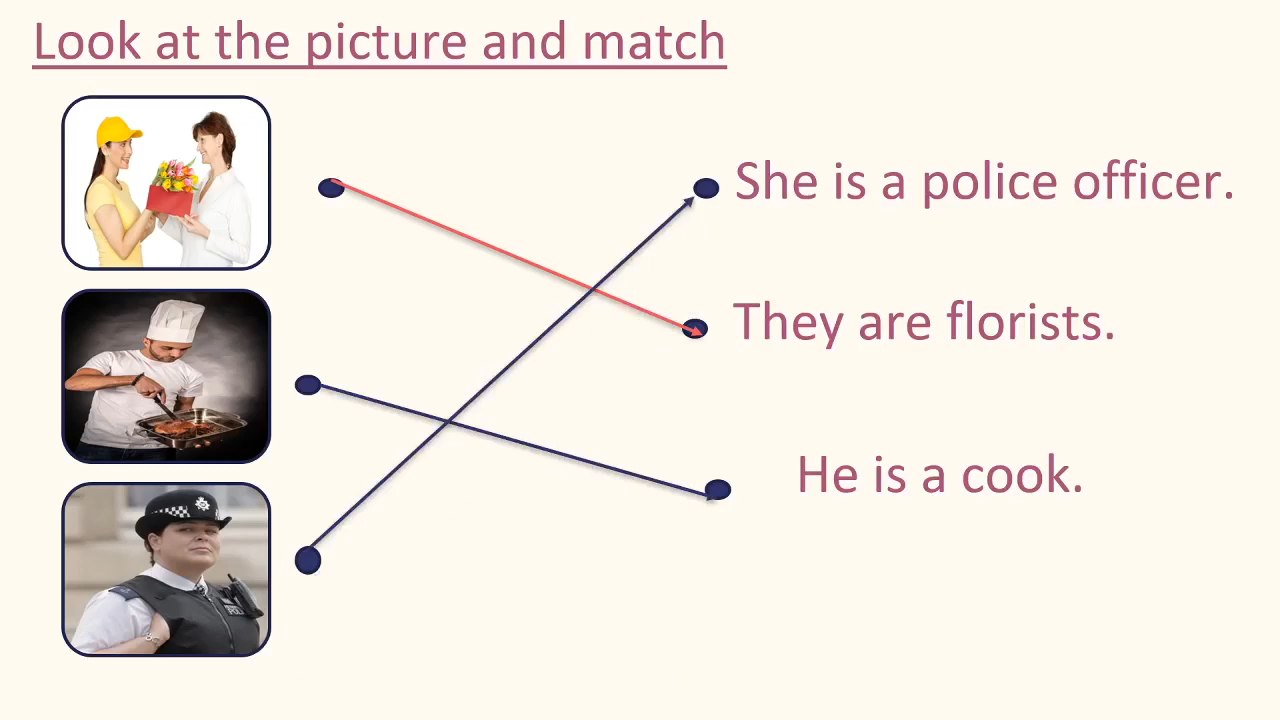 Look at the picture and match
She is a police officer.
They are florists.
He is a cook.